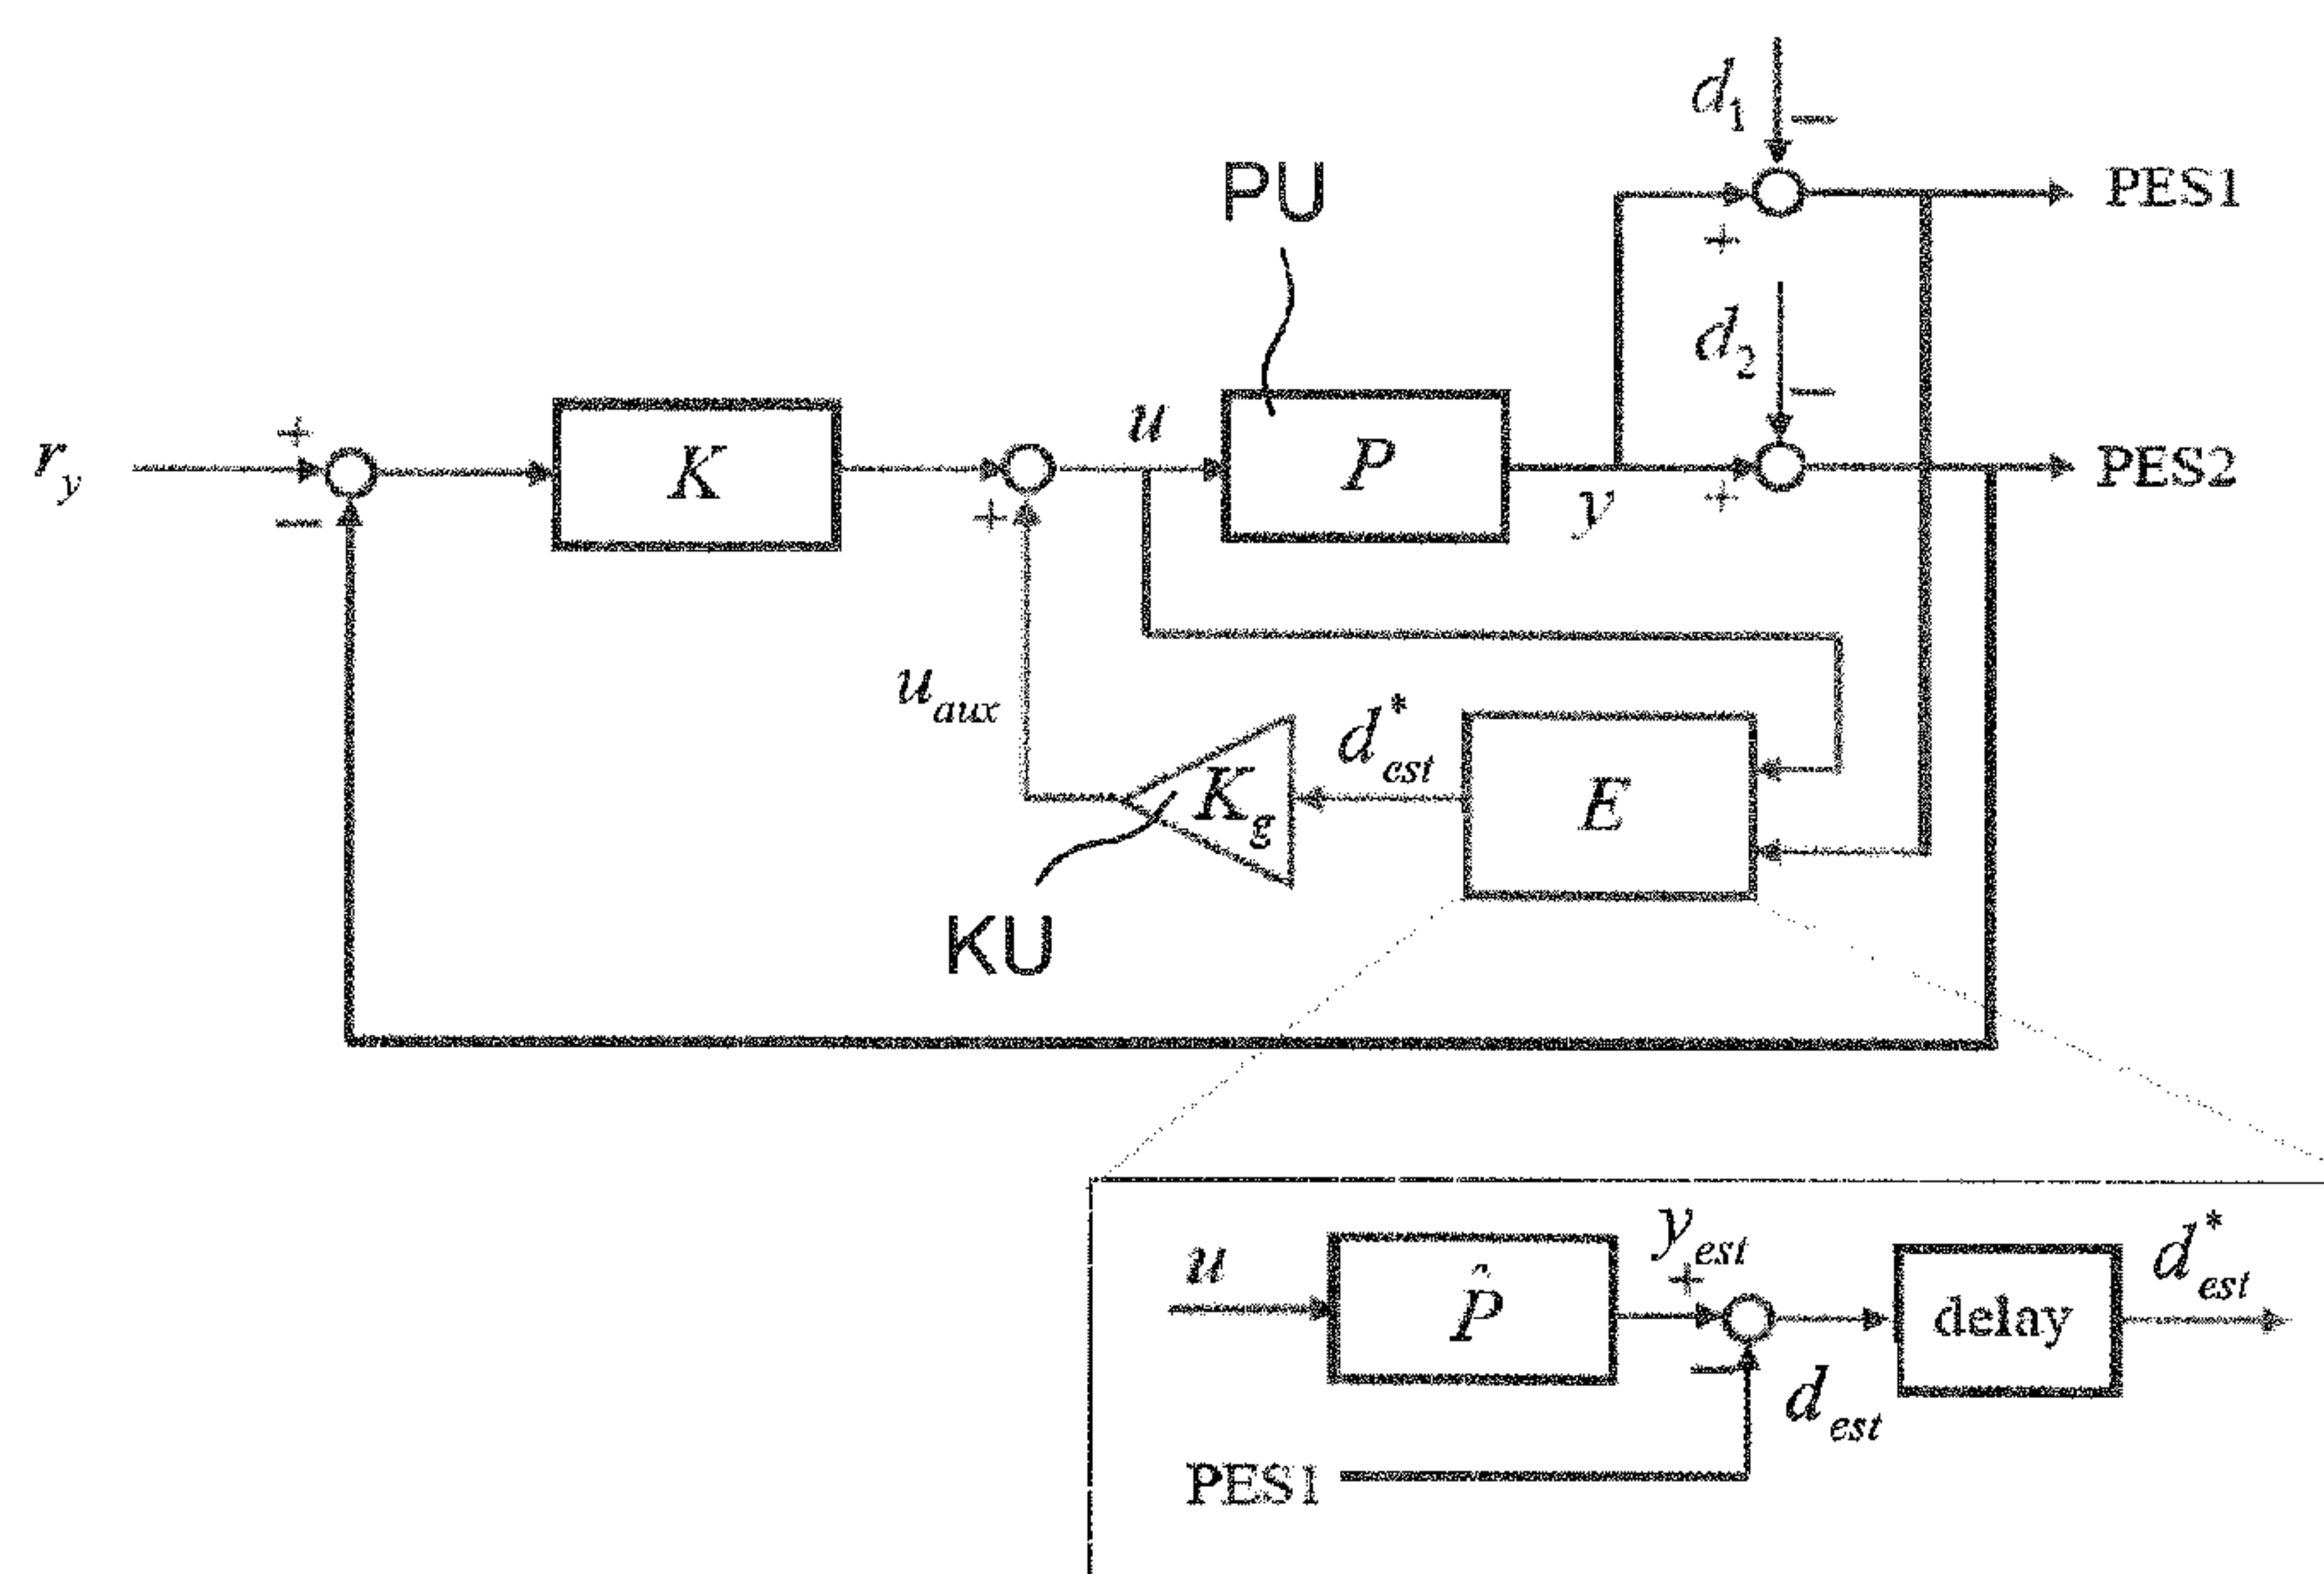 d₁
−
PU
PES1
+
d₂
−
+
r_y
−
K
+
u
P
y
+
PES2
u_aux
K_g
d*_est
E
KU
u
P̂
y_est
+
−
d_est
delay
d*_est
PES1